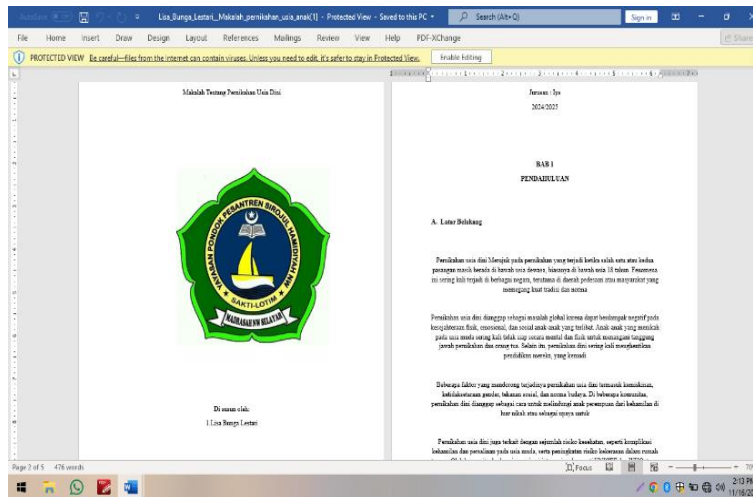 AutoSave
Lisa_Bunga_Lestari_Makalah_pernikahan_usia_anak[1] - Protected View - Saved to this PC
Search (Alt+Q)
Sign in
File Home Insert Draw Design Layout References Mailings Review View Help PDF-XChange
Share
PROTECTED VIEW Be careful—files from the Internet can contain viruses. Unless you need to edit, it's safer to stay in Protected View. Enable Editing
Makalah Tentang Pernikahan Usia Dini
YAYASAN PONDOK PESANTREN SIROJUL HAMIDIYAH NW
SAKTI-LOTIM
MADRASAH NW SELAYAR
Di susun oleh:
1.Lisa Bunga Lestari
Jurusan : Ips
2024/2025
BAB 1
PENDAHULUAN
A. Latar Belakang
Pernikahan usia dini Merujuk pada pernikahan yang terjadi ketika salah satu atau kedua
pasangan masih berada di bawah usia dewasa, biasanya di bawah usia 18 tahun. Fenomena
ini sering kali terjadi di berbagai negara, terutama di daerah pedesaan atau masyarakat yang
memegang kuat tradisi dan norma
Pernikahan usia dini dianggap sebagai masalah global karena dapat berdampak negatif pada
kesejahteraan fisik, emosional, dan sosial anak-anak yang terlibat. Anak-anak yang menikah
pada usia muda sering kali tidak siap secara mental dan fisik untuk menangani tanggung
jawab pernikahan dan orang tua. Selain itu, pernikahan dini sering kali menghentikan
pendidikan mereka, yang kemudi
Beberapa faktor yang mendorong terjadinya pernikahan usia dini termasuk kemiskinan,
ketidaksetaraan gender, tekanan sosial, dan norma budaya. Di beberapa komunitas,
pernikahan dini dianggap sebagai cara untuk melindungi anak perempuan dari kehamilan di
luar nikah atau sebagai upaya untuk
Pernikahan usia dini juga terkait dengan sejumlah risiko kesehatan, seperti komplikasi
kehamilan dan persalinan pada usia muda, serta peningkatan risiko kekerasan dalam rumah
Page 2 of 5 476 words
Focus
2:13 PM